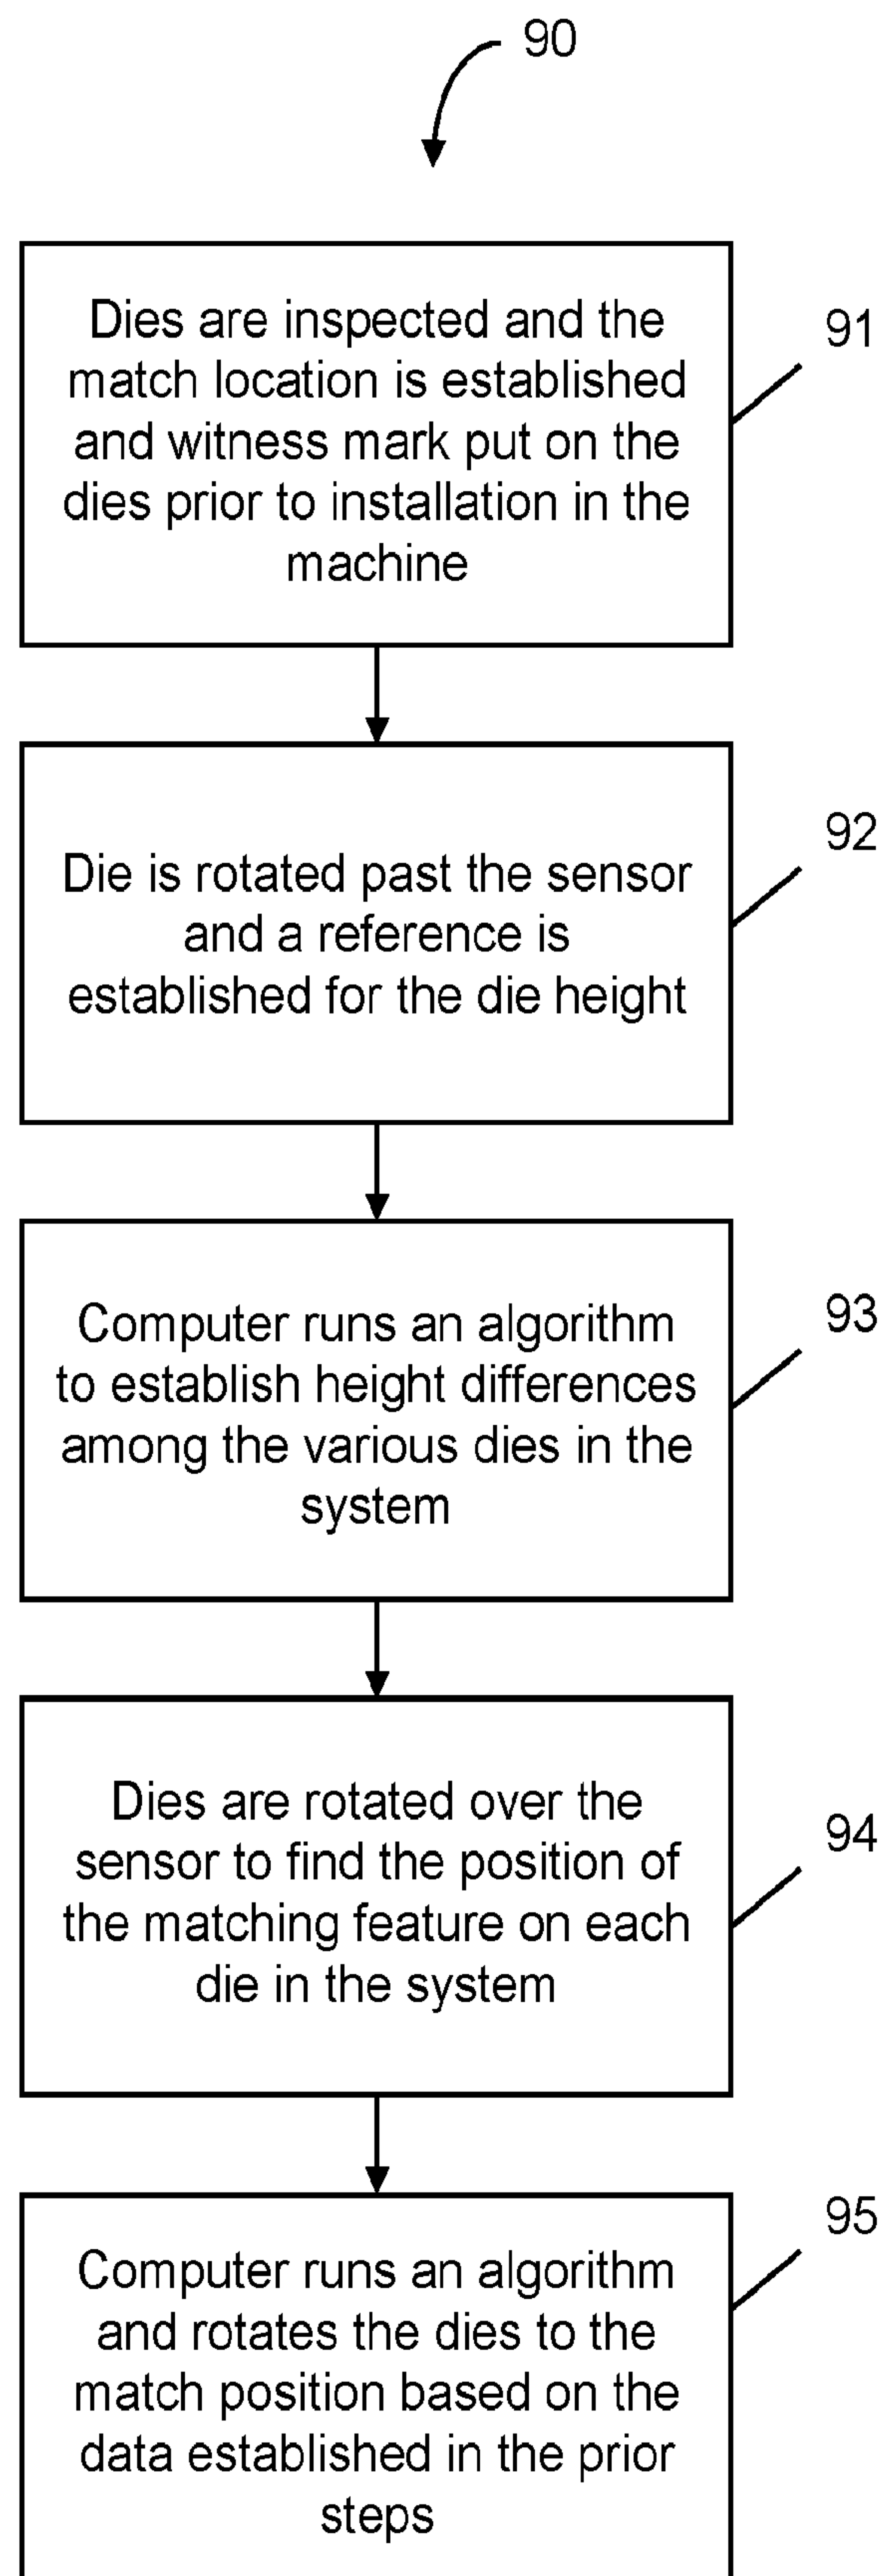 90
Dies are inspected and the
match location is established
and witness mark put on the
dies prior to installation in the
machine
91
Die is rotated past the sensor
and a reference is
established for the die height
92
Computer runs an algorithm
to establish height differences
among the various dies in the
system
93
Dies are rotated over the
sensor to find the position of
the matching feature on each
die in the system
94
Computer runs an algorithm
and rotates the dies to the
match position based on the
data established in the prior
steps
95